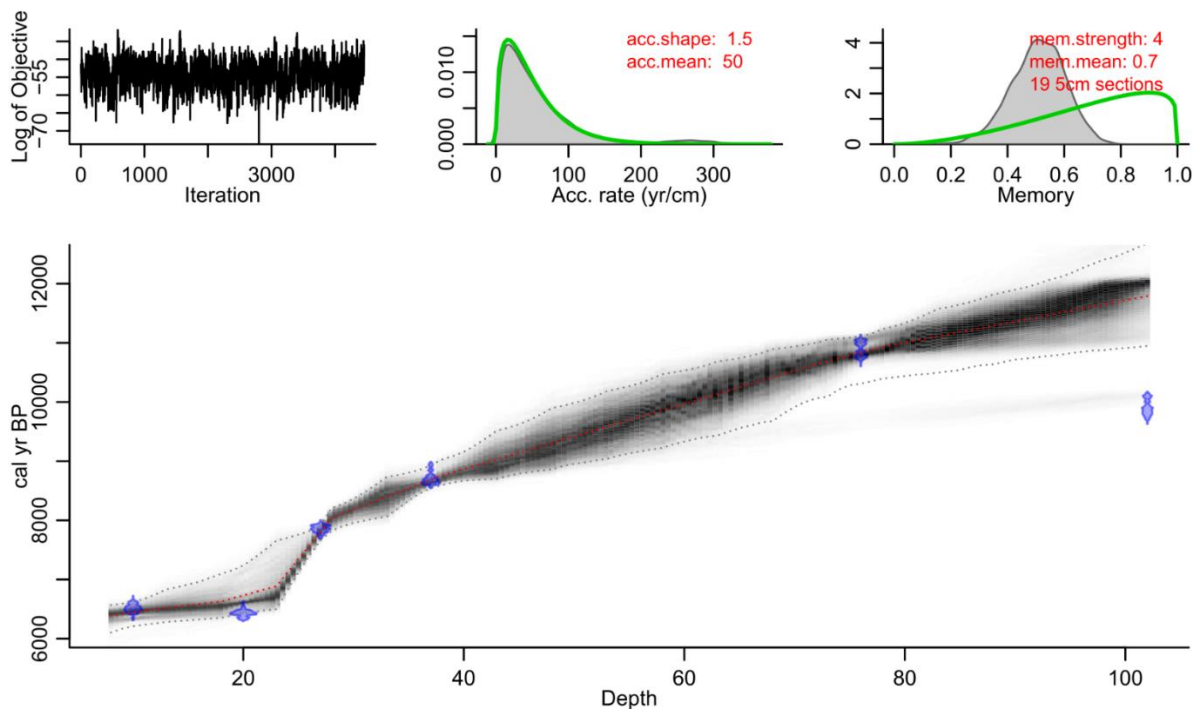 Log of Objective
−70
−55
0
1000
3000
Iteration
0.000
0.010
0
100
200
300
Acc. rate (yr/cm)
acc.shape: 1.5
acc.mean: 50
0
2
4
0.0
0.2
0.4
0.6
0.8
1.0
Memory
mem.strength: 4
mem.mean: 0.7
19 5cm sections
cal yr BP
6000
8000
10000
12000
20
40
60
80
100
Depth